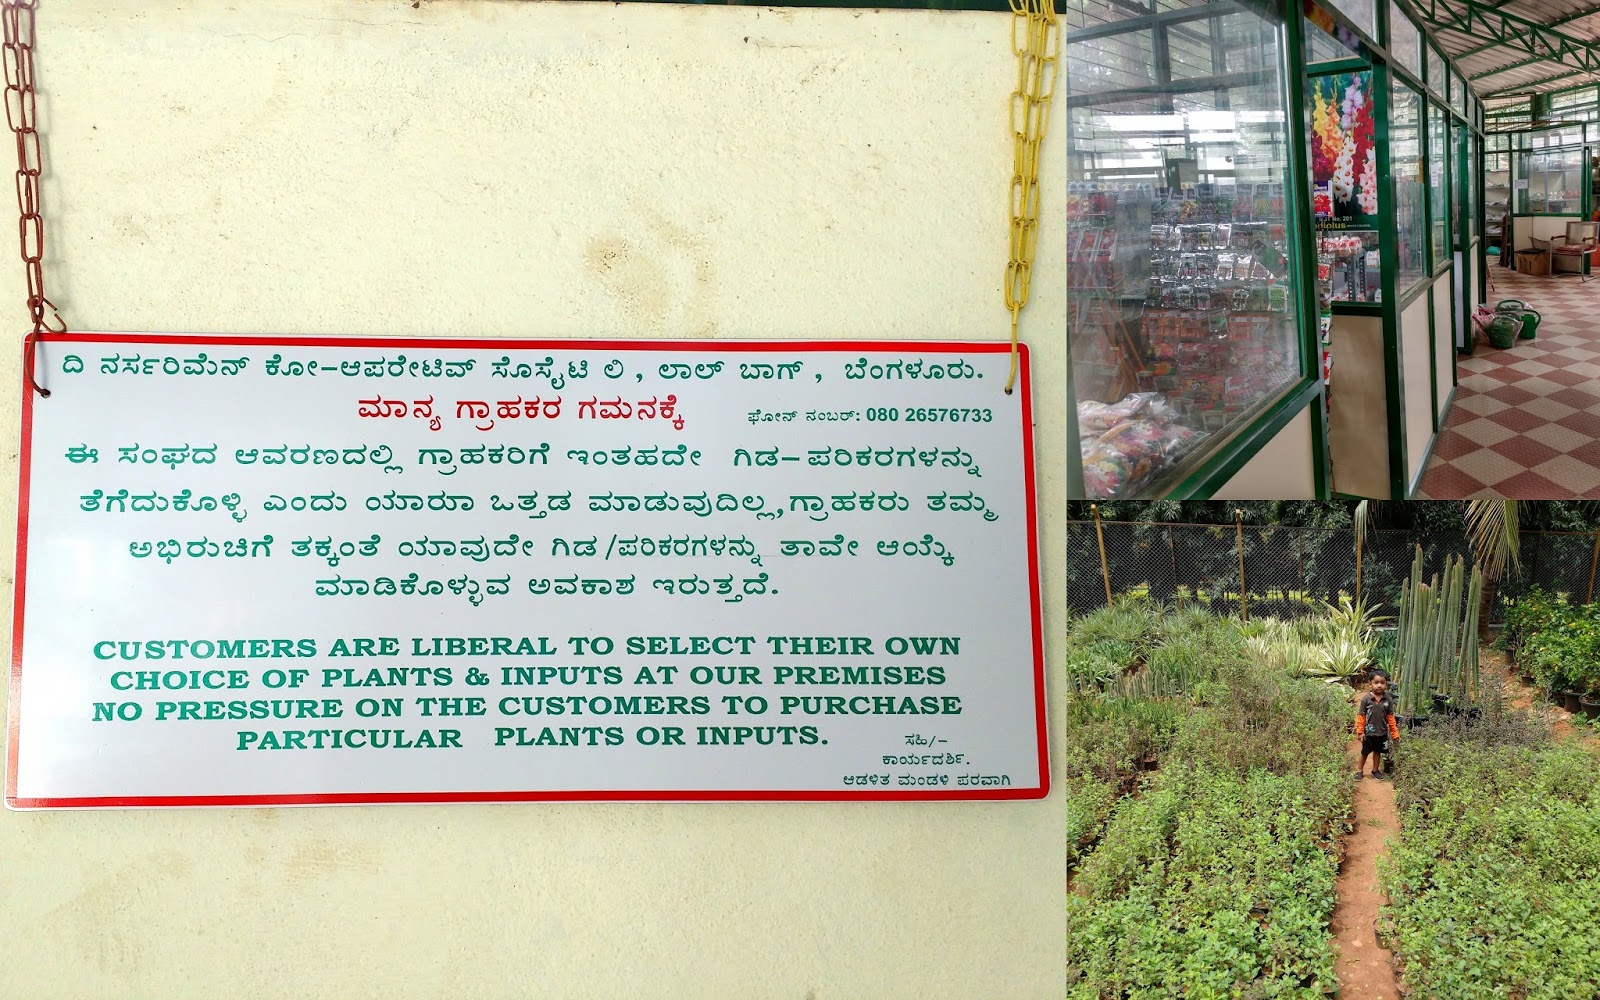 ದಿ ನರ್ಸರಿಮೆನ್ ಕೋ-ಆಪರೇಟಿವ್ ಸೊಸೈಟಿ ಲಿ, ಲಾಲ್ ಬಾಗ್, ಬೆಂಗಳೂರು.
ಮಾನ್ಯ ಗ್ರಾಹಕರ ಗಮನಕ್ಕೆ
ಫೋನ್ ನಂಬರ್: 080 26576733
ಈ ಸಂಘದ ಆವರಣದಲ್ಲಿ ಗ್ರಾಹಕರಿಗೆ ಇಂತಹದೇ ಗಿಡ-ಪರಿಕರಗಳನ್ನು
ತೆಗೆದುಕೊಳ್ಳಿ ಎಂದು ಯಾರೂ ಒತ್ತಡ ಮಾಡುವುದಿಲ್ಲ, ಗ್ರಾಹಕರು ತಮ್ಮ
ಅಭಿರುಚಿಗೆ ತಕ್ಕಂತೆ ಯಾವುದೇ ಗಿಡ/ಪರಿಕರಗಳನ್ನು ತಾವೇ ಆಯ್ಕೆ
ಮಾಡಿಕೊಳ್ಳುವ ಅವಕಾಶ ಇರುತ್ತದೆ.
CUSTOMERS ARE LIBERAL TO SELECT THEIR OWN
CHOICE OF PLANTS & INPUTS AT OUR PREMISES
NO PRESSURE ON THE CUSTOMERS TO PURCHASE
PARTICULAR PLANTS OR INPUTS.
ಸಹಿ/-
ಕಾರ್ಯದರ್ಶಿ.
ಆಡಳಿತ ಮಂಡಳಿ ಪರವಾಗಿ
No. 201